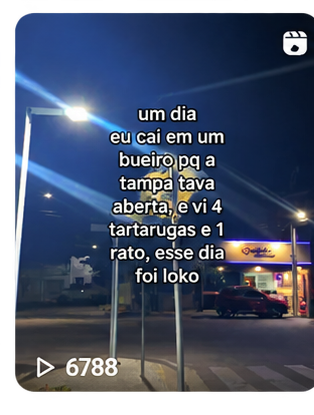 um dia
eu cai em um
bueiro pq a
tampa tava
aberta, e vi 4
tartarugas e 1
rato, esse dia
foi loko
6788